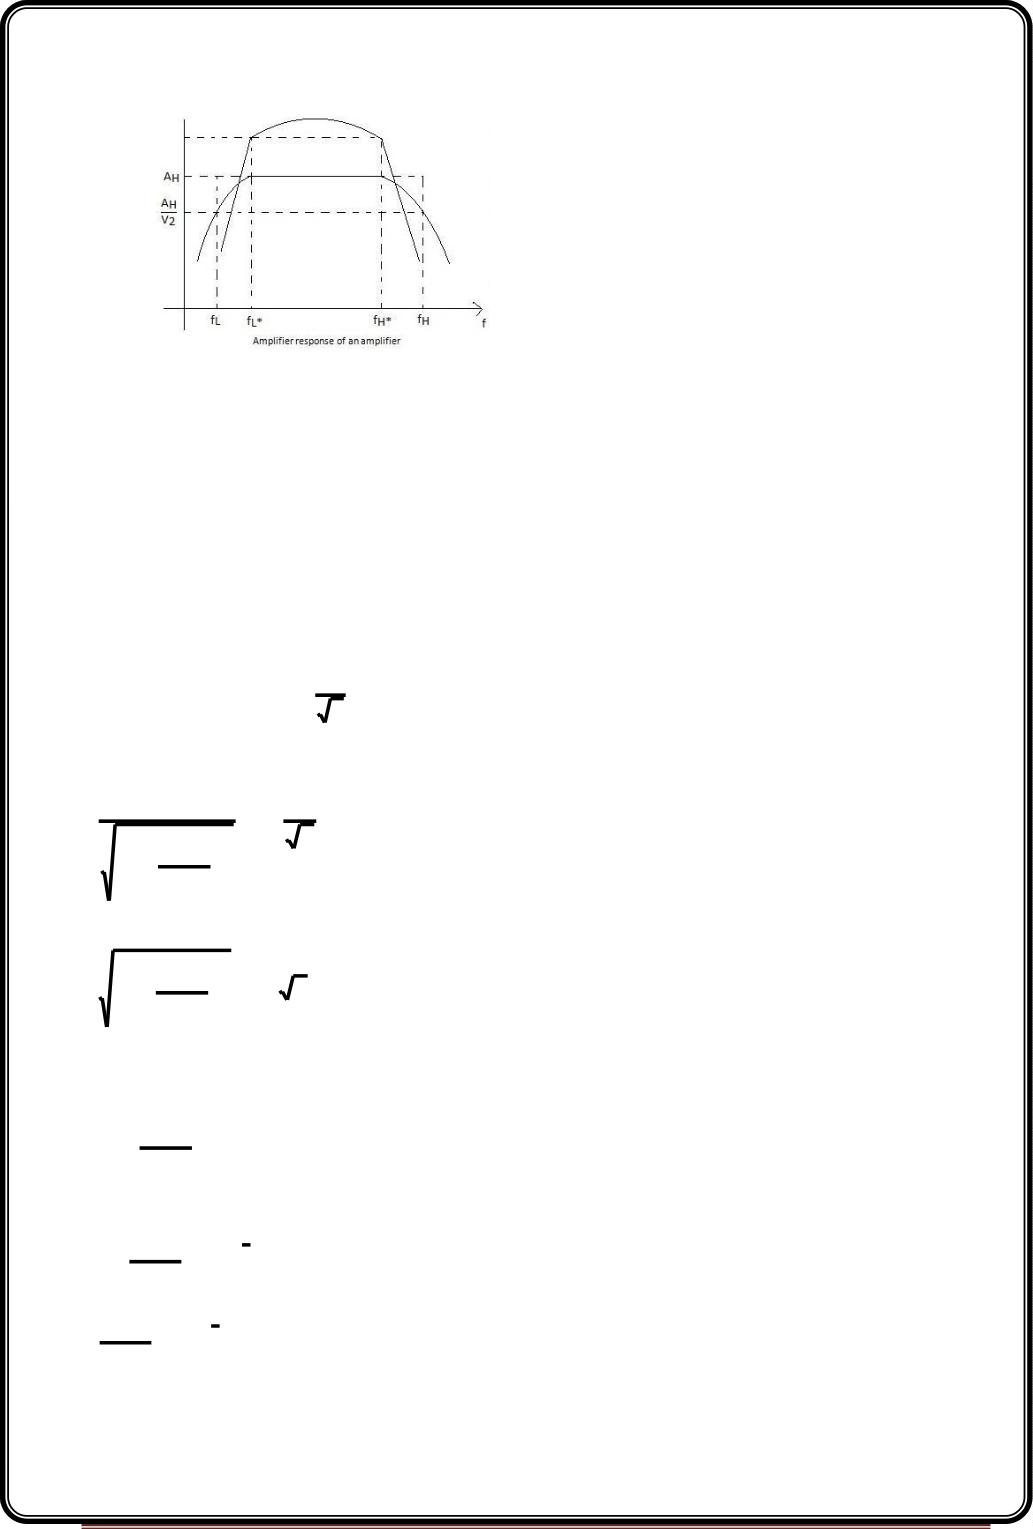 AH
AH
V2
fL fL* fH* fH f
Amplifier response of an amplifier
√
√ √
√ √